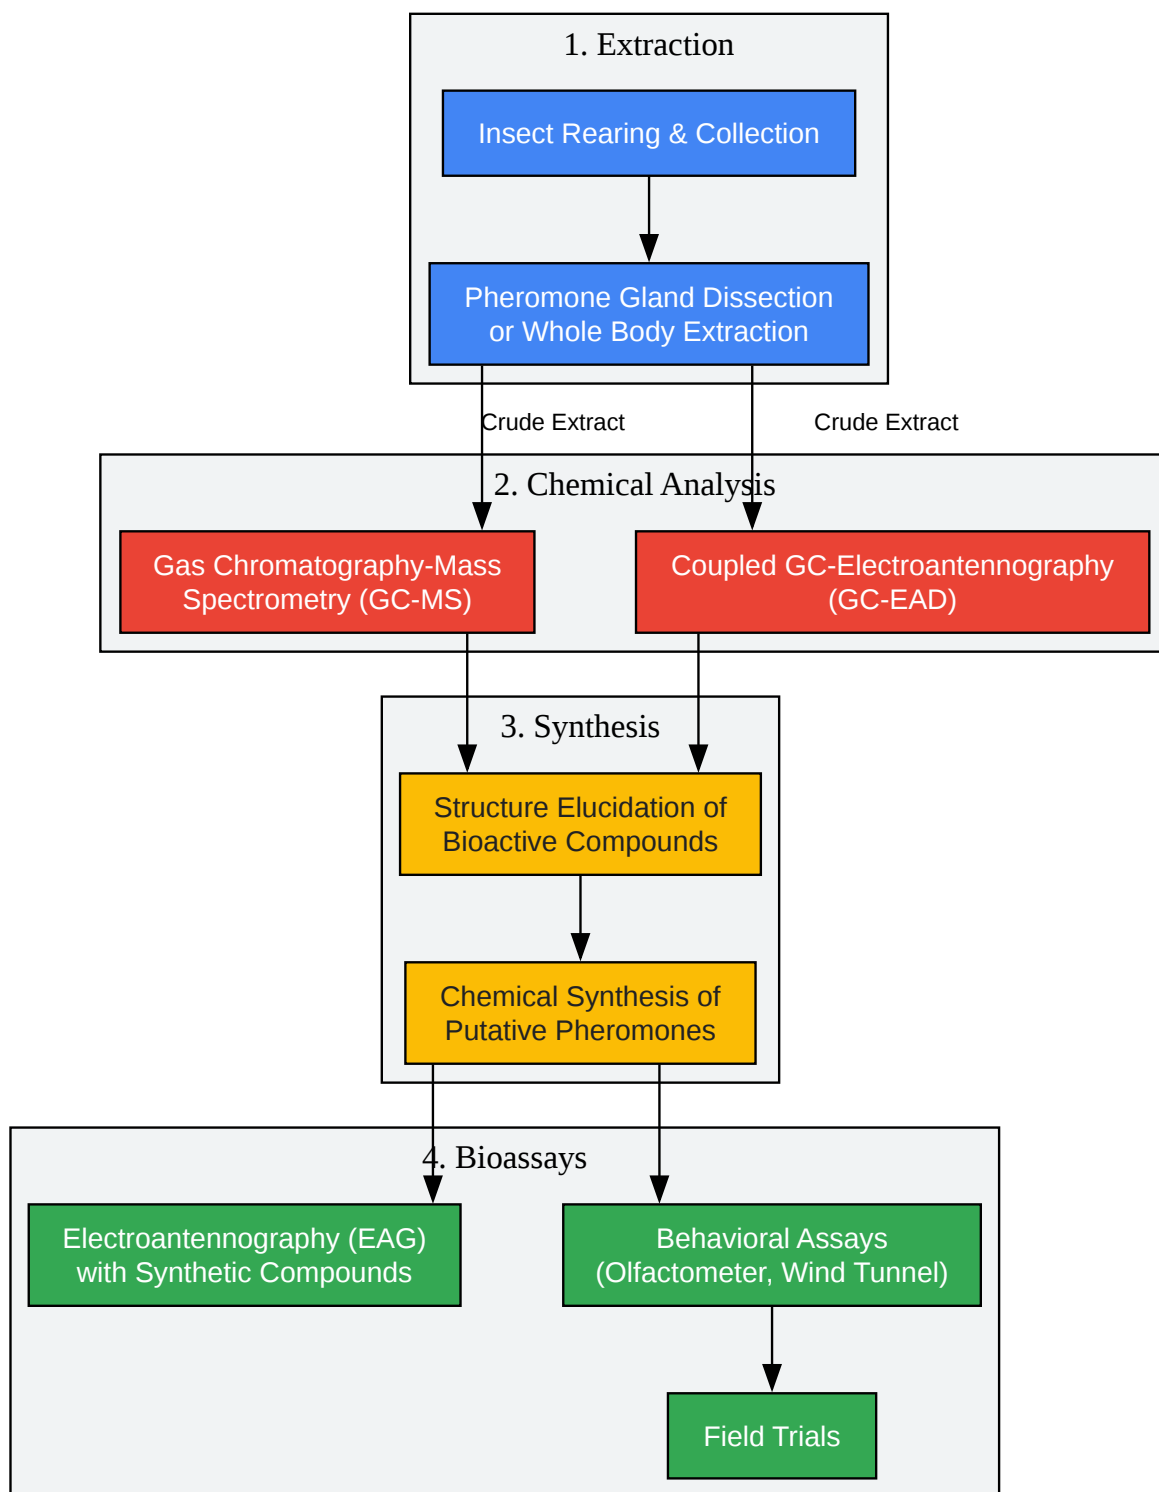 1. Extraction
Insect Rearing & Collection
Pheromone Gland Dissection
or Whole Body Extraction
Crude Extract
Crude Extract
2. Chemical Analysis
Gas Chromatography-Mass
Spectrometry (GC-MS)
Coupled GC-Electroantennography
(GC-EAD)
3. Synthesis
Structure Elucidation of
Bioactive Compounds
Chemical Synthesis of
Putative Pheromones
4. Bioassays
Electroantennography (EAG)
with Synthetic Compounds
Behavioral Assays
(Olfactometer, Wind Tunnel)
Field Trials